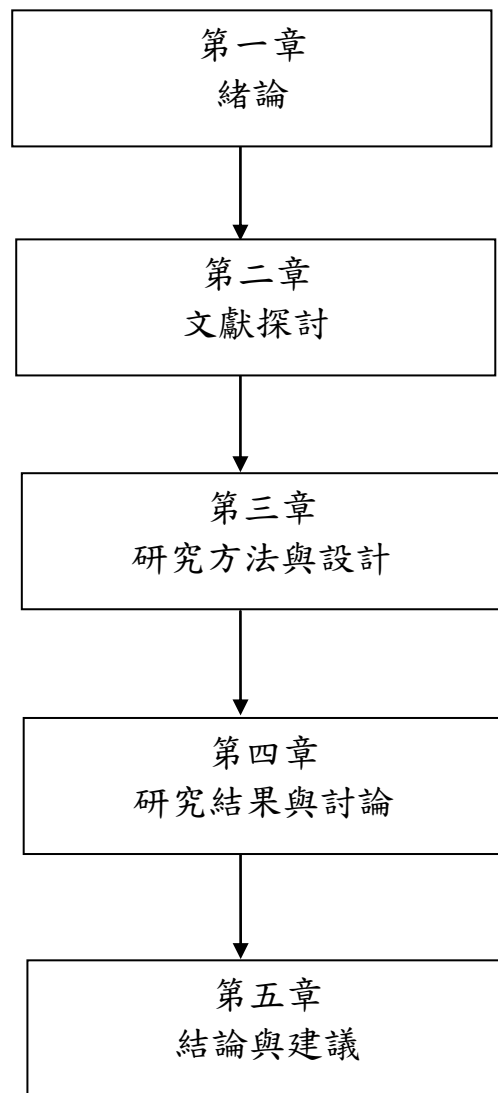 第一章
緒論
第二章
文獻探討
第三章
研究方法與設計
第四章
研究結果與討論
第五章
結論與建議